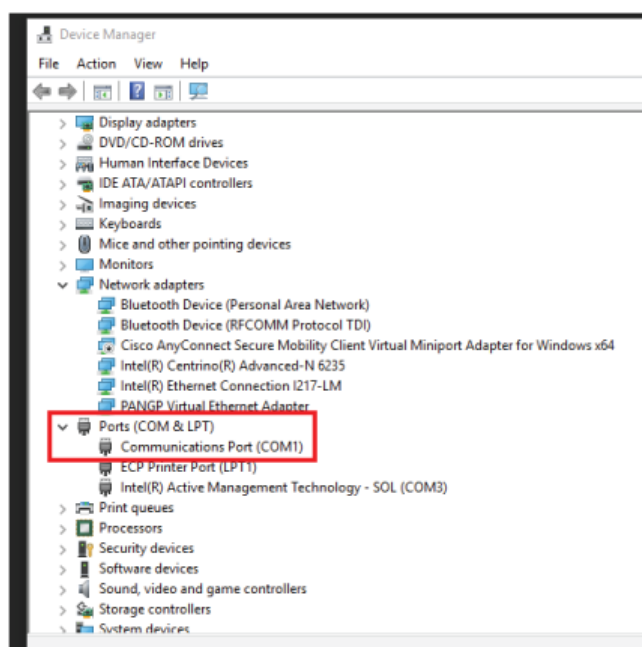 Device Manager
File Action View Help
Display adapters
DVD/CD-ROM drives
Human Interface Devices
IDE ATA/ATAPI controllers
Imaging devices
Keyboards
Mice and other pointing devices
Monitors
Network adapters
Bluetooth Device (Personal Area Network)
Bluetooth Device (RFCOMM Protocol TDI)
Cisco AnyConnect Secure Mobility Client Virtual Miniport Adapter for Windows x64
Intel(R) Centrino(R) Advanced-N 6235
Intel(R) Ethernet Connection I217-LM
PANGP Virtual Ethernet Adapter
Ports (COM & LPT)
Communications Port (COM1)
ECP Printer Port (LPT1)
Intel(R) Active Management Technology - SOL (COM3)
Print queues
Processors
Security devices
Software devices
Sound, video and game controllers
Storage controllers
System devices